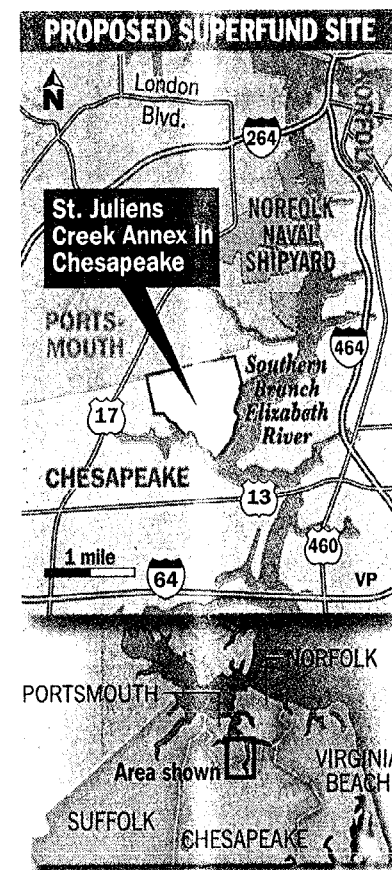 PROPOSED SUPERFUND SITE
N
London
Blvd.
264
NORFOLK
St. Juliens
Creek Annex in
Chesapeake
NORFOLK
NAVAL
SHIPYARD
PORTS-
MOUTH
464
Southern
Branch
Elizabeth
River
17
CHESAPEAKE
13
460
1 mile
64
VP
NORFOLK
PORTSMOUTH
Area shown
VIRGINIA
BEACH
SUFFOLK
CHESAPEAKE